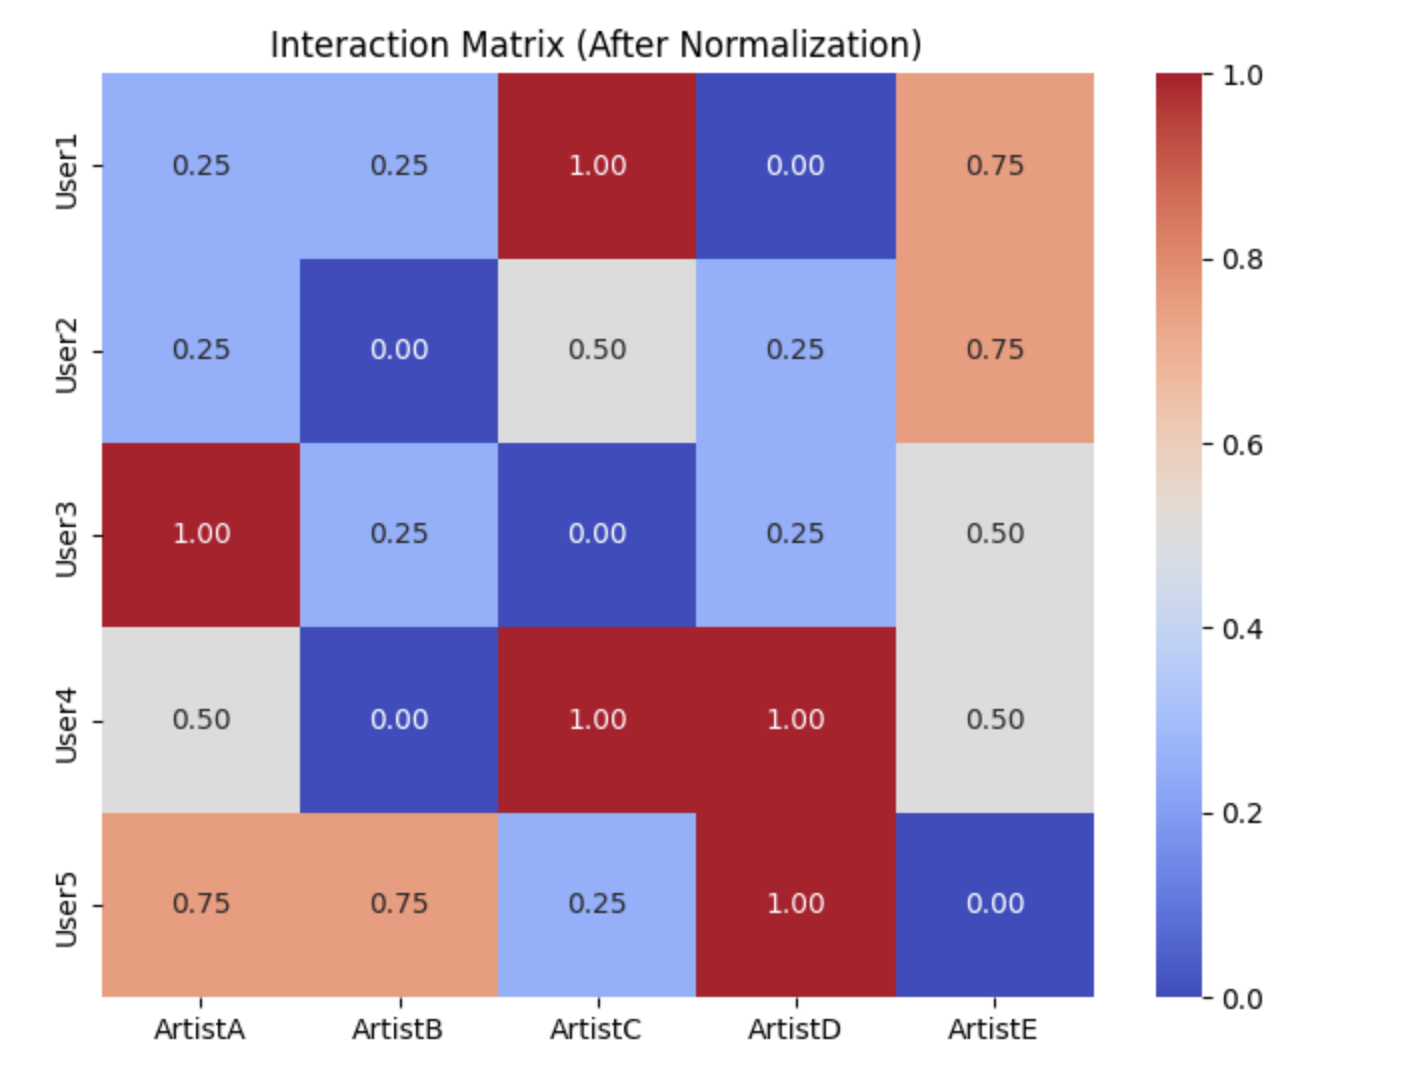 Interaction Matrix (After Normalization)
User1 0.25 0.25 1.00 0.00 0.75
User2 0.25 0.00 0.50 0.25 0.75
User3 1.00 0.25 0.00 0.25 0.50
User4 0.50 0.00 1.00 1.00 0.50
User5 0.75 0.75 0.25 1.00 0.00
ArtistA ArtistB ArtistC ArtistD ArtistE
1.0
0.8
0.6
0.4
0.2
0.0